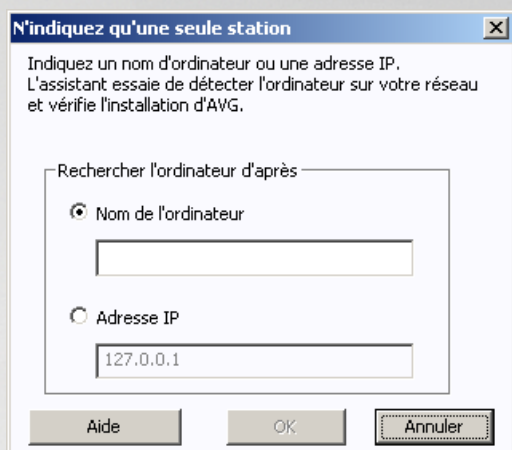 N'indiquez qu'une seule station
Indiquez un nom d'ordinateur ou une adresse IP.
L'assistant essaie de détecter l'ordinateur sur votre réseau
et vérifie l'installation d'AVG.
Rechercher l'ordinateur d'après
Nom de l'ordinateur
Adresse IP
127.0.0.1
Aide OK Annuler